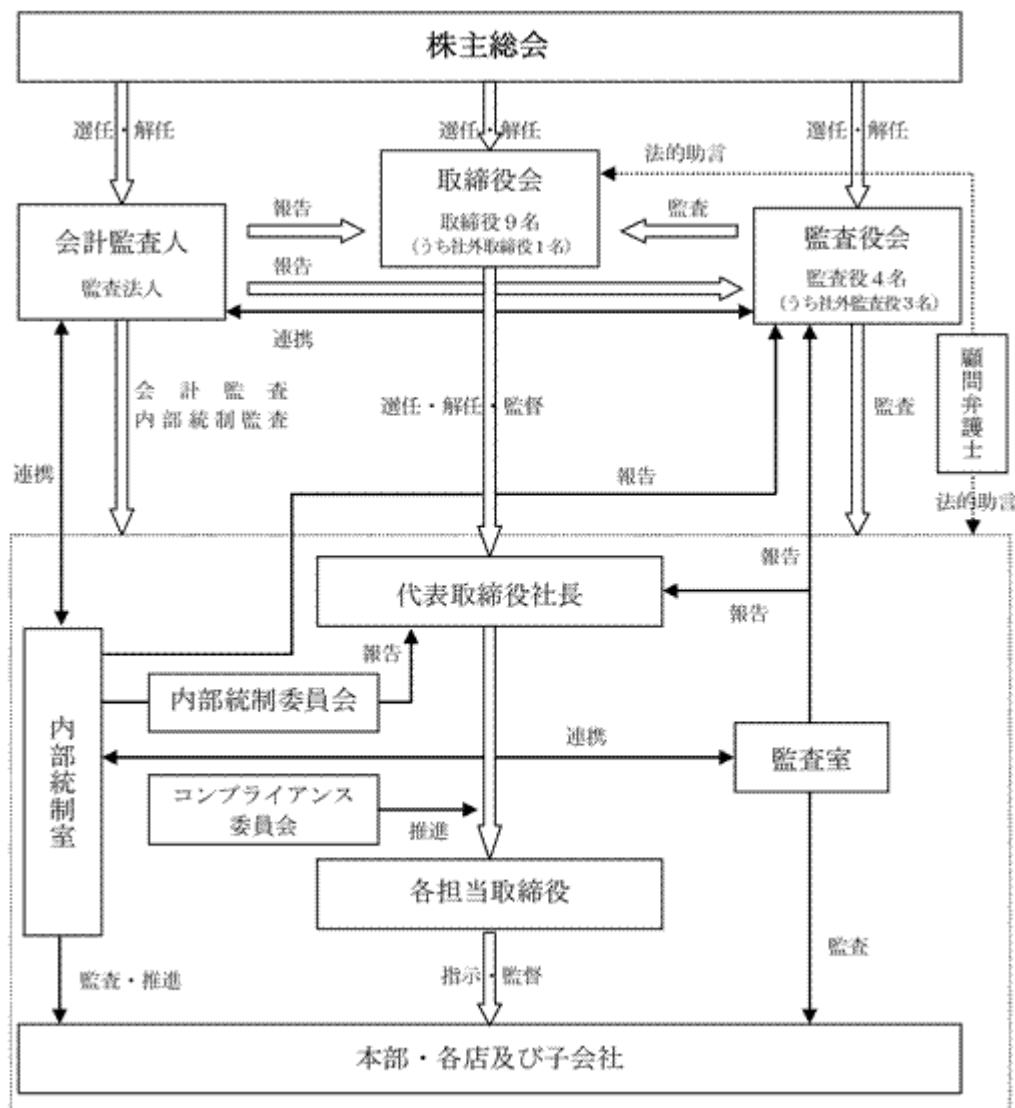 株主総会
選任・解任
選任・解任
選任・解任
法的助言
取締役会
取締役9名
(うち社外取締役1名)
報告
監査
会計監査人
監査法人
監査役会
監査役4名
(うち社外監査役3名)
報告
連携
顧問弁護士
会計監査
内部統制監査
選任・解任・監督
監査
連携
報告
法的助言
代表取締役社長
報告
報告
報告
内部統制委員会
内部統制室
連携
監査室
コンプライアンス
委員会
推進
各担当取締役
監査・推進
指示・監督
監査
本部・各店及び子会社